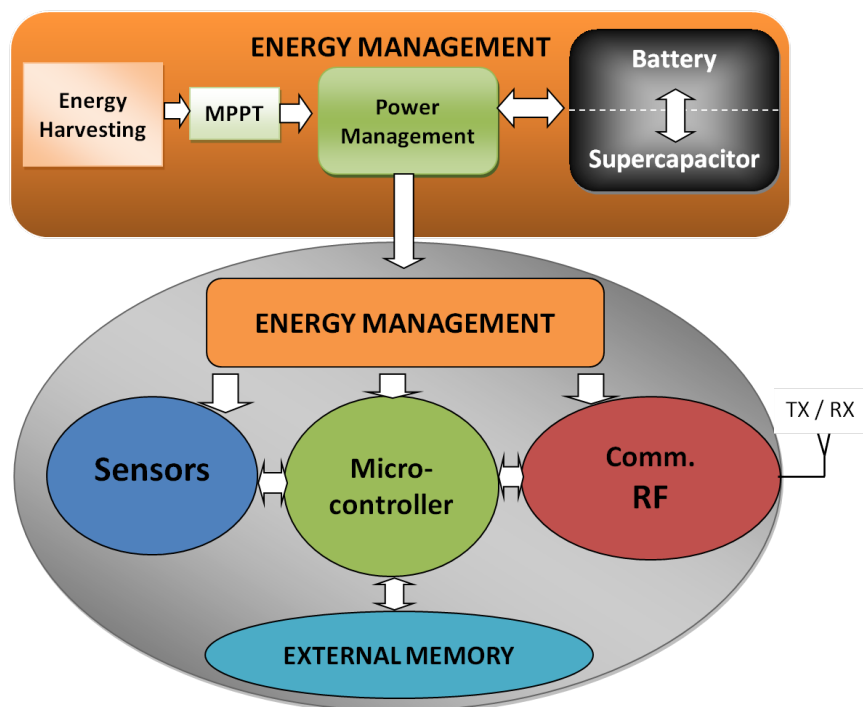 ENERGY MANAGEMENT
Energy
Harvesting
MPPT
Power
Management
Battery
Supercapacitor
ENERGY MANAGEMENT
Sensors
Micro-
controller
Comm.
RF
TX / RX
EXTERNAL MEMORY